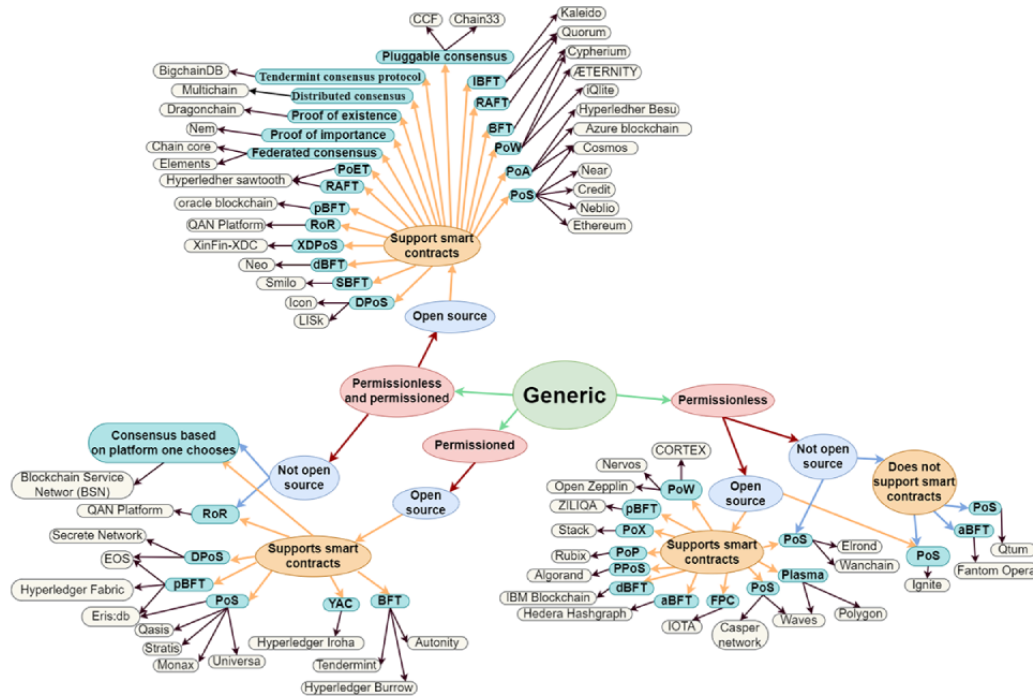 CCF
Chain33
Kaleido
Quorum
Pluggable consensus
Cypherium
BigchainDB
Tendermint consensus protocol
IBFT
ÆTERNITY
Multichain
Distributed consensus
RAFT
iQlite
Dragonchain
Proof of existence
Hyperledher Besu
Nem
Proof of importance
BFT
Azure blockchain
Chain core
Federated consensus
PoW
Cosmos
Elements
PoET
PoA
Near
Hyperledher sawtooth
RAFT
PoS
Credit
oracle blockchain
pBFT
Neblio
QAN Platform
RoR
Support smart
contracts
Ethereum
XinFin-XDC
XDPoS
Neo
dBFT
Smilo
SBFT
Icon
DPoS
LISk
Open source
Permissionless
and permissioned
Generic
Permissionless
Consensus based
on platform one chooses
Permissioned
Not open
source
CORTEX
Does not
support smart
contracts
Blockchain Service
Networ (BSN)
Not open
source
Open
source
Nervos
Open Zepplin
PoW
Open
source
QAN Platform
RoR
ZILIQA
pBFT
PoS
Secrete Network
Stack
PoX
aBFT
EOS
DPoS
Supports smart
contracts
Rubix
PoP
Supports smart
contracts
PoS
Elrond
PoS
Qtum
Hyperledger Fabric
pBFT
Algorand
PPoS
Wanchain
Ignite
Fantom Opera
Eris:db
PoS
YAC
BFT
IBM Blockchain
dBFT
PoS
Plasma
Qasis
Hedera Hashgraph
aBFT
FPC
Polygon
Stratis
Hyperledger Iroha
Autonity
IOTA
Waves
Monax
Universa
Tendermint
Casper
network
Hyperledger Burrow